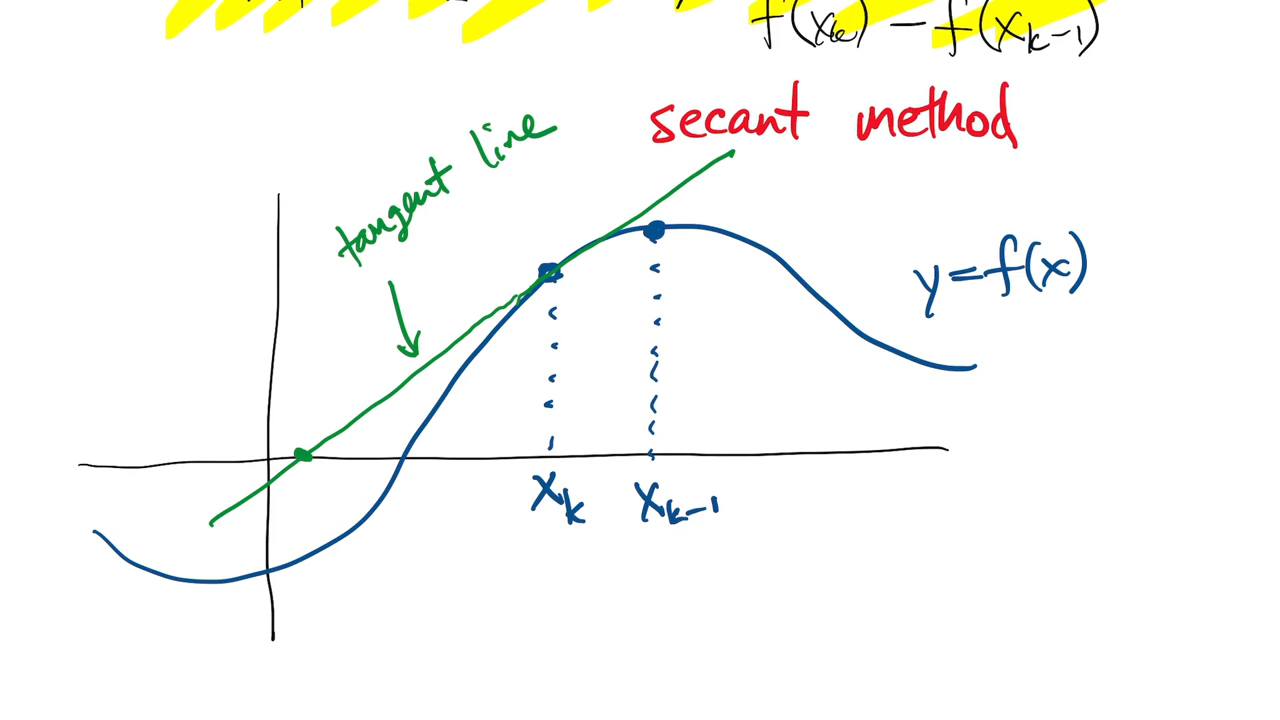 f(xₖ) − f(xₖ₋₁)
secant method
tangent line
y=f(x)
xₖ xₖ₋₁